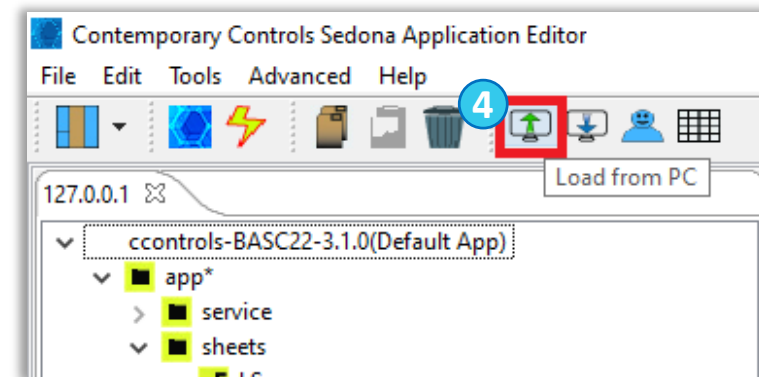 Contemporary Controls Sedona Application Editor
File Edit Tools Advanced Help
4
Load from PC
127.0.0.1
ccontrols-BASC22-3.1.0(Default App)
app*
service
sheets